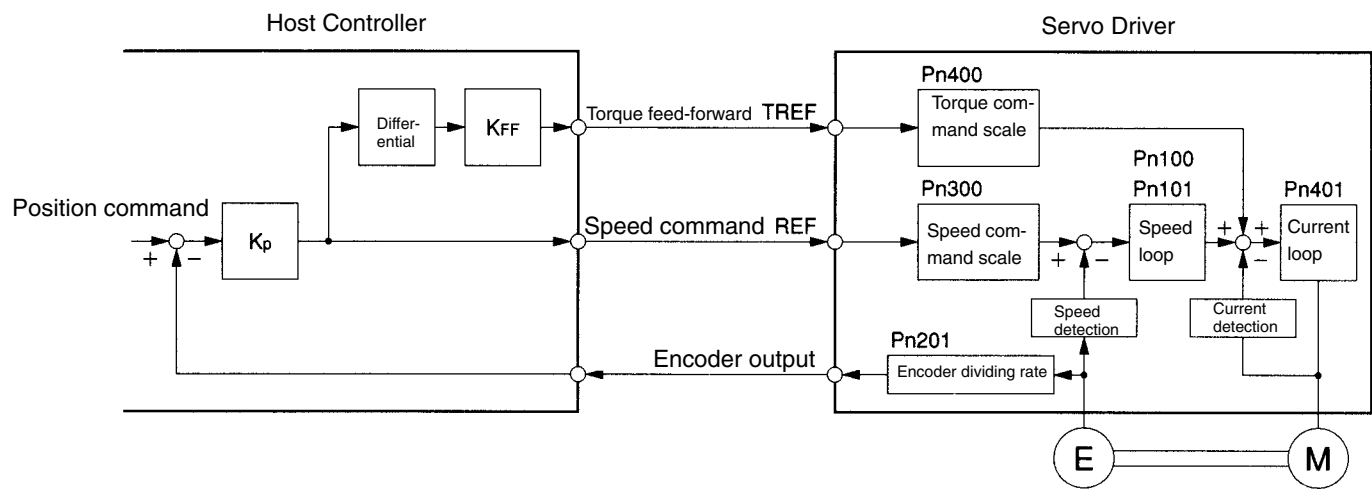 Host Controller
Servo Driver
Pn400
Differ-
ential
KFF
Torque feed-forward TREF
Torque com-
mand scale
Pn100
Position command
Pn300
Pn101
Pn401
+
−
Kp
Speed command REF
Speed com-
mand scale
+
−
Speed
loop
+
+
−
Current
loop
Speed
detection
Current
detection
Encoder output
Pn201
Encoder dividing rate
E
M